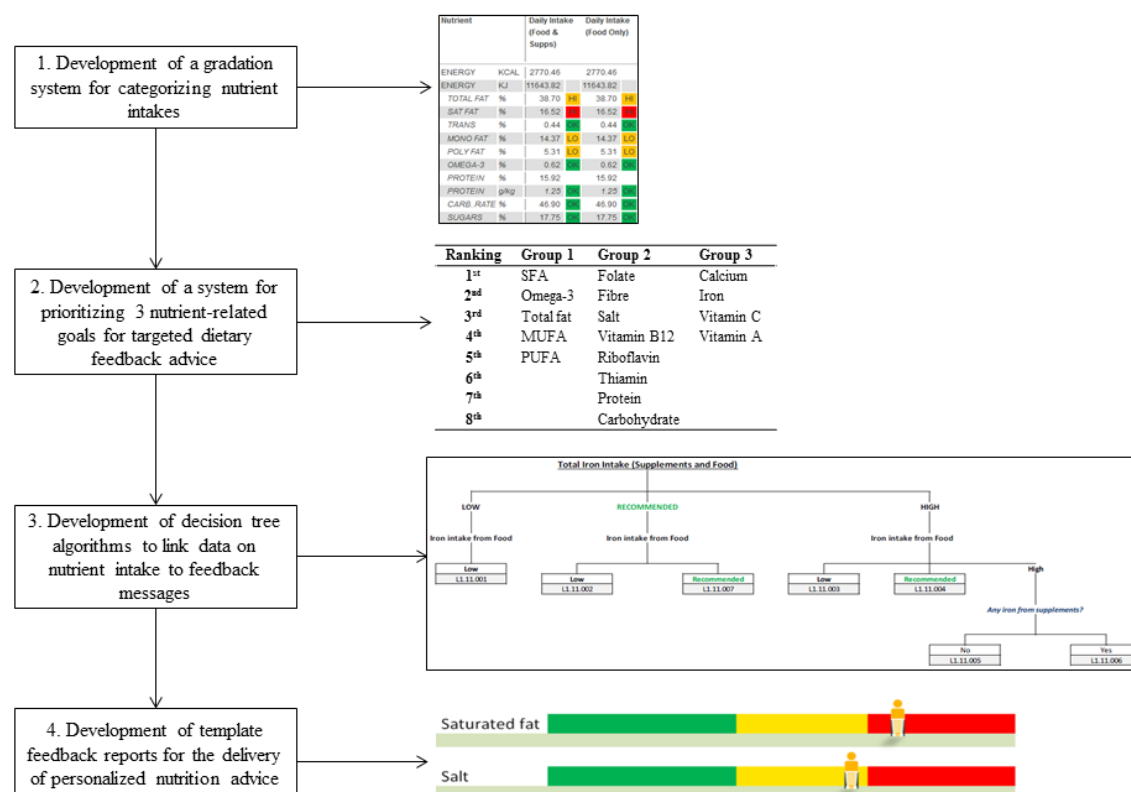 1. Development of a gradation
system for categorizing nutrient
intakes
Nutrient Daily Intake Daily Intake
(Food & (Food Only)
Supps)
ENERGY KCAL 2770.46 2770.46
ENERGY KJ 11643.82 11643.82
TOTAL FAT % 38.70 HI 38.70 HI
SAT FAT % 16.52 16.52
TRANS % 0.44 OK 0.44 OK
MONO FAT % 14.37 LO 14.37 LO
POLY FAT % 5.31 LO 5.31 LO
OMEGA-3 % 0.62 OK 0.62 OK
PROTEIN % 15.92 15.92
PROTEIN g/kg 1.25 OK 1.25 OK
CARB. RATE % 46.90 OK 46.90 OK
SUGARS % 17.75 OK 17.75 OK
2. Development of a system for
prioritizing 3 nutrient-related
goals for targeted dietary
feedback advice
Ranking Group 1 Group 2 Group 3
1st SFA Folate Calcium
2nd Omega-3 Fibre Iron
3rd Total fat Salt Vitamin C
4th MUFA Vitamin B12 Vitamin A
5th PUFA Riboflavin
6th Thiamin
7th Protein
8th Carbohydrate
3. Development of decision tree
algorithms to link data on
nutrient intake to feedback
messages
Total Iron Intake (Supplements and Food)
LOW RECOMMENDED HIGH
Iron intake from Food Iron intake from Food Iron intake from Food
Low Low Recommended Low Recommended High
L1.11.001 L1.11.002 L1.11.007 L1.11.003 L1.11.004
Any iron from supplements?
No Yes
L1.11.005 L1.11.006
4. Development of template
feedback reports for the delivery
of personalized nutrition advice
Saturated fat
Salt